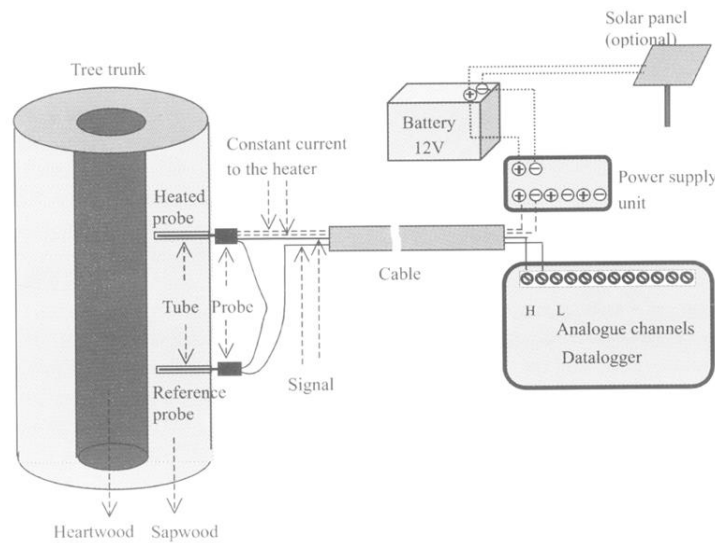 Solar panel
(optional)
Tree trunk
Battery
12V
Constant current
to the heater
Heated
probe
Power supply
unit
Cable
Tube
Probe
H L
Analogue channels
Datalogger
Reference
probe
Signal
Heartwood
Sapwood